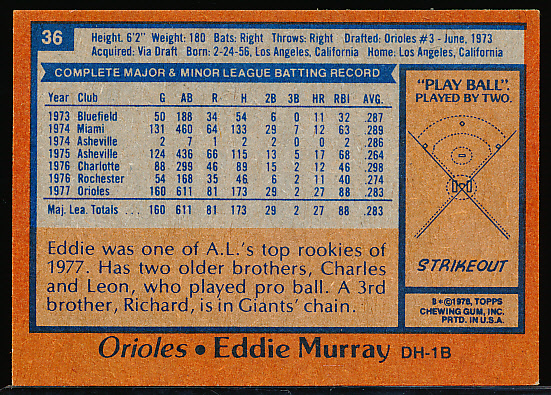 36
Height. 6'2" Weight: 180 Bats: Right Throws: Right Drafted: Orioles #3 - June, 1973
Acquired: Via Draft Born: 2-24-56, Los Angeles, California Home: Los Angeles, California
COMPLETE MAJOR & MINOR LEAGUE BATTING RECORD
Year Club G AB R H 2B 3B HR RBI AVG.
1973 Bluefield 50 188 34 54 6 0 11 32 .287
1974 Miami 131 460 64 133 29 7 12 63 .289
1974 Asheville 2 7 1 2 2 0 0 2 .286
1975 Asheville 124 436 66 115 13 5 17 68 .264
1976 Charlotte 88 299 46 89 15 2 12 46 .298
1976 Rochester 54 168 35 46 6 2 11 40 .274
1977 Orioles 160 611 81 173 29 2 27 88 .283
Maj. Lea. Totals ... 160 611 81 173 29 2 27 88 .283
Eddie was one of A.L.'s top rookies of
1977. Has two older brothers, Charles
and Leon, who played pro ball. A 3rd
brother, Richard, is in Giants' chain.
"PLAY BALL".
PLAYED BY TWO.
STRIKEOUT
B*©1978, TOPPS
CHEWING GUM, INC.
PRTD. IN U.S.A.
Orioles • Eddie Murray DH-1B